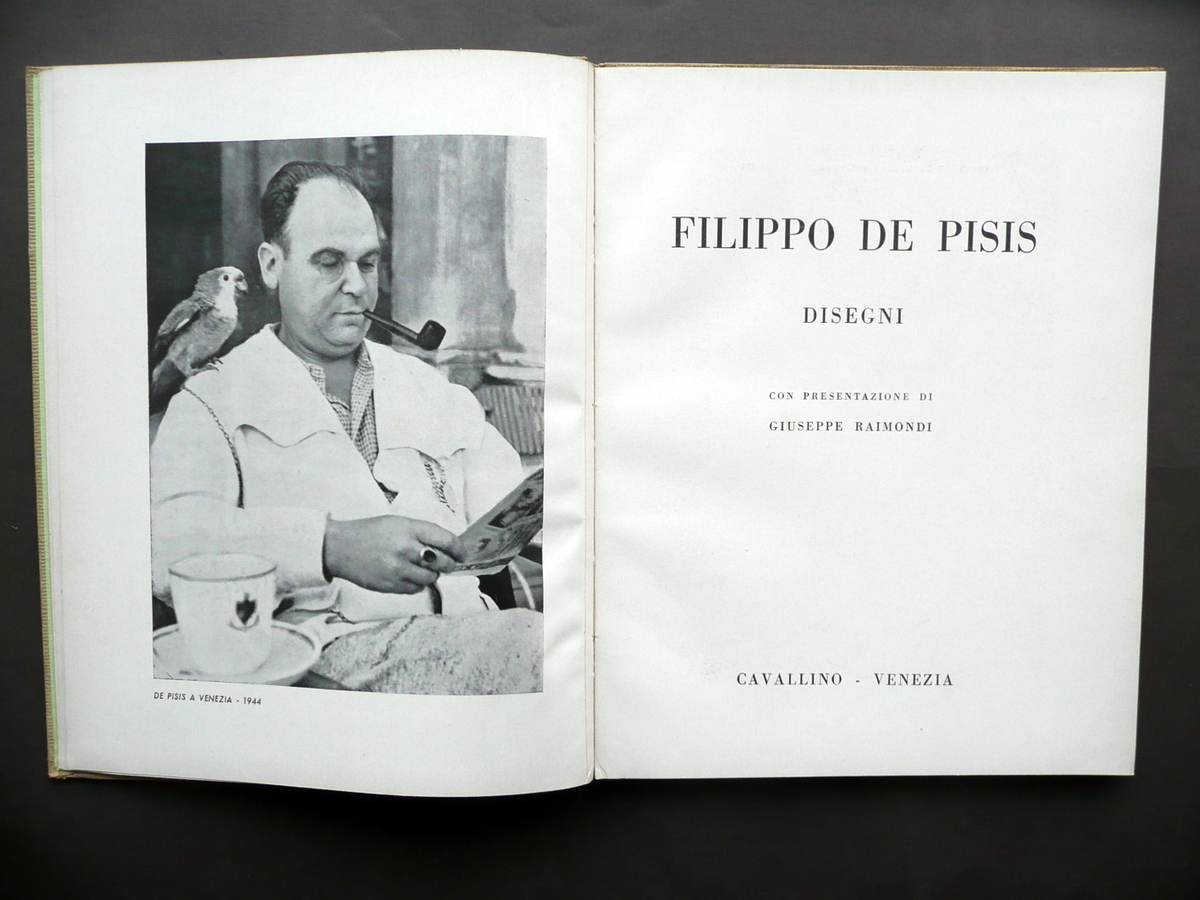 DE PISIS A VENEZIA - 1944
FILIPPO DE PISIS
DISEGNI
CON PRESENTAZIONE DI
GIUSEPPE RAIMONDI
CAVALLINO - VENEZIA